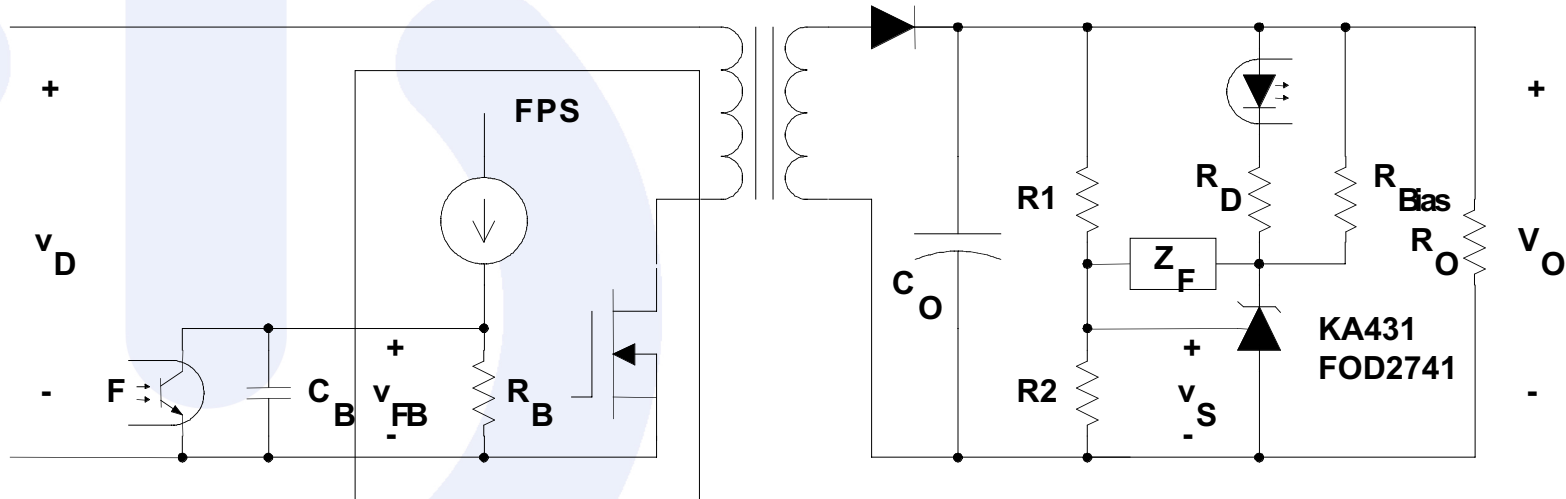 +
FPS
+
R1
R D
R Bias
v D
R O
V O
Z F
C O
-
F
C B
+
v FB
-
R B
R2
+
v S
-
KA431
FOD2741
-